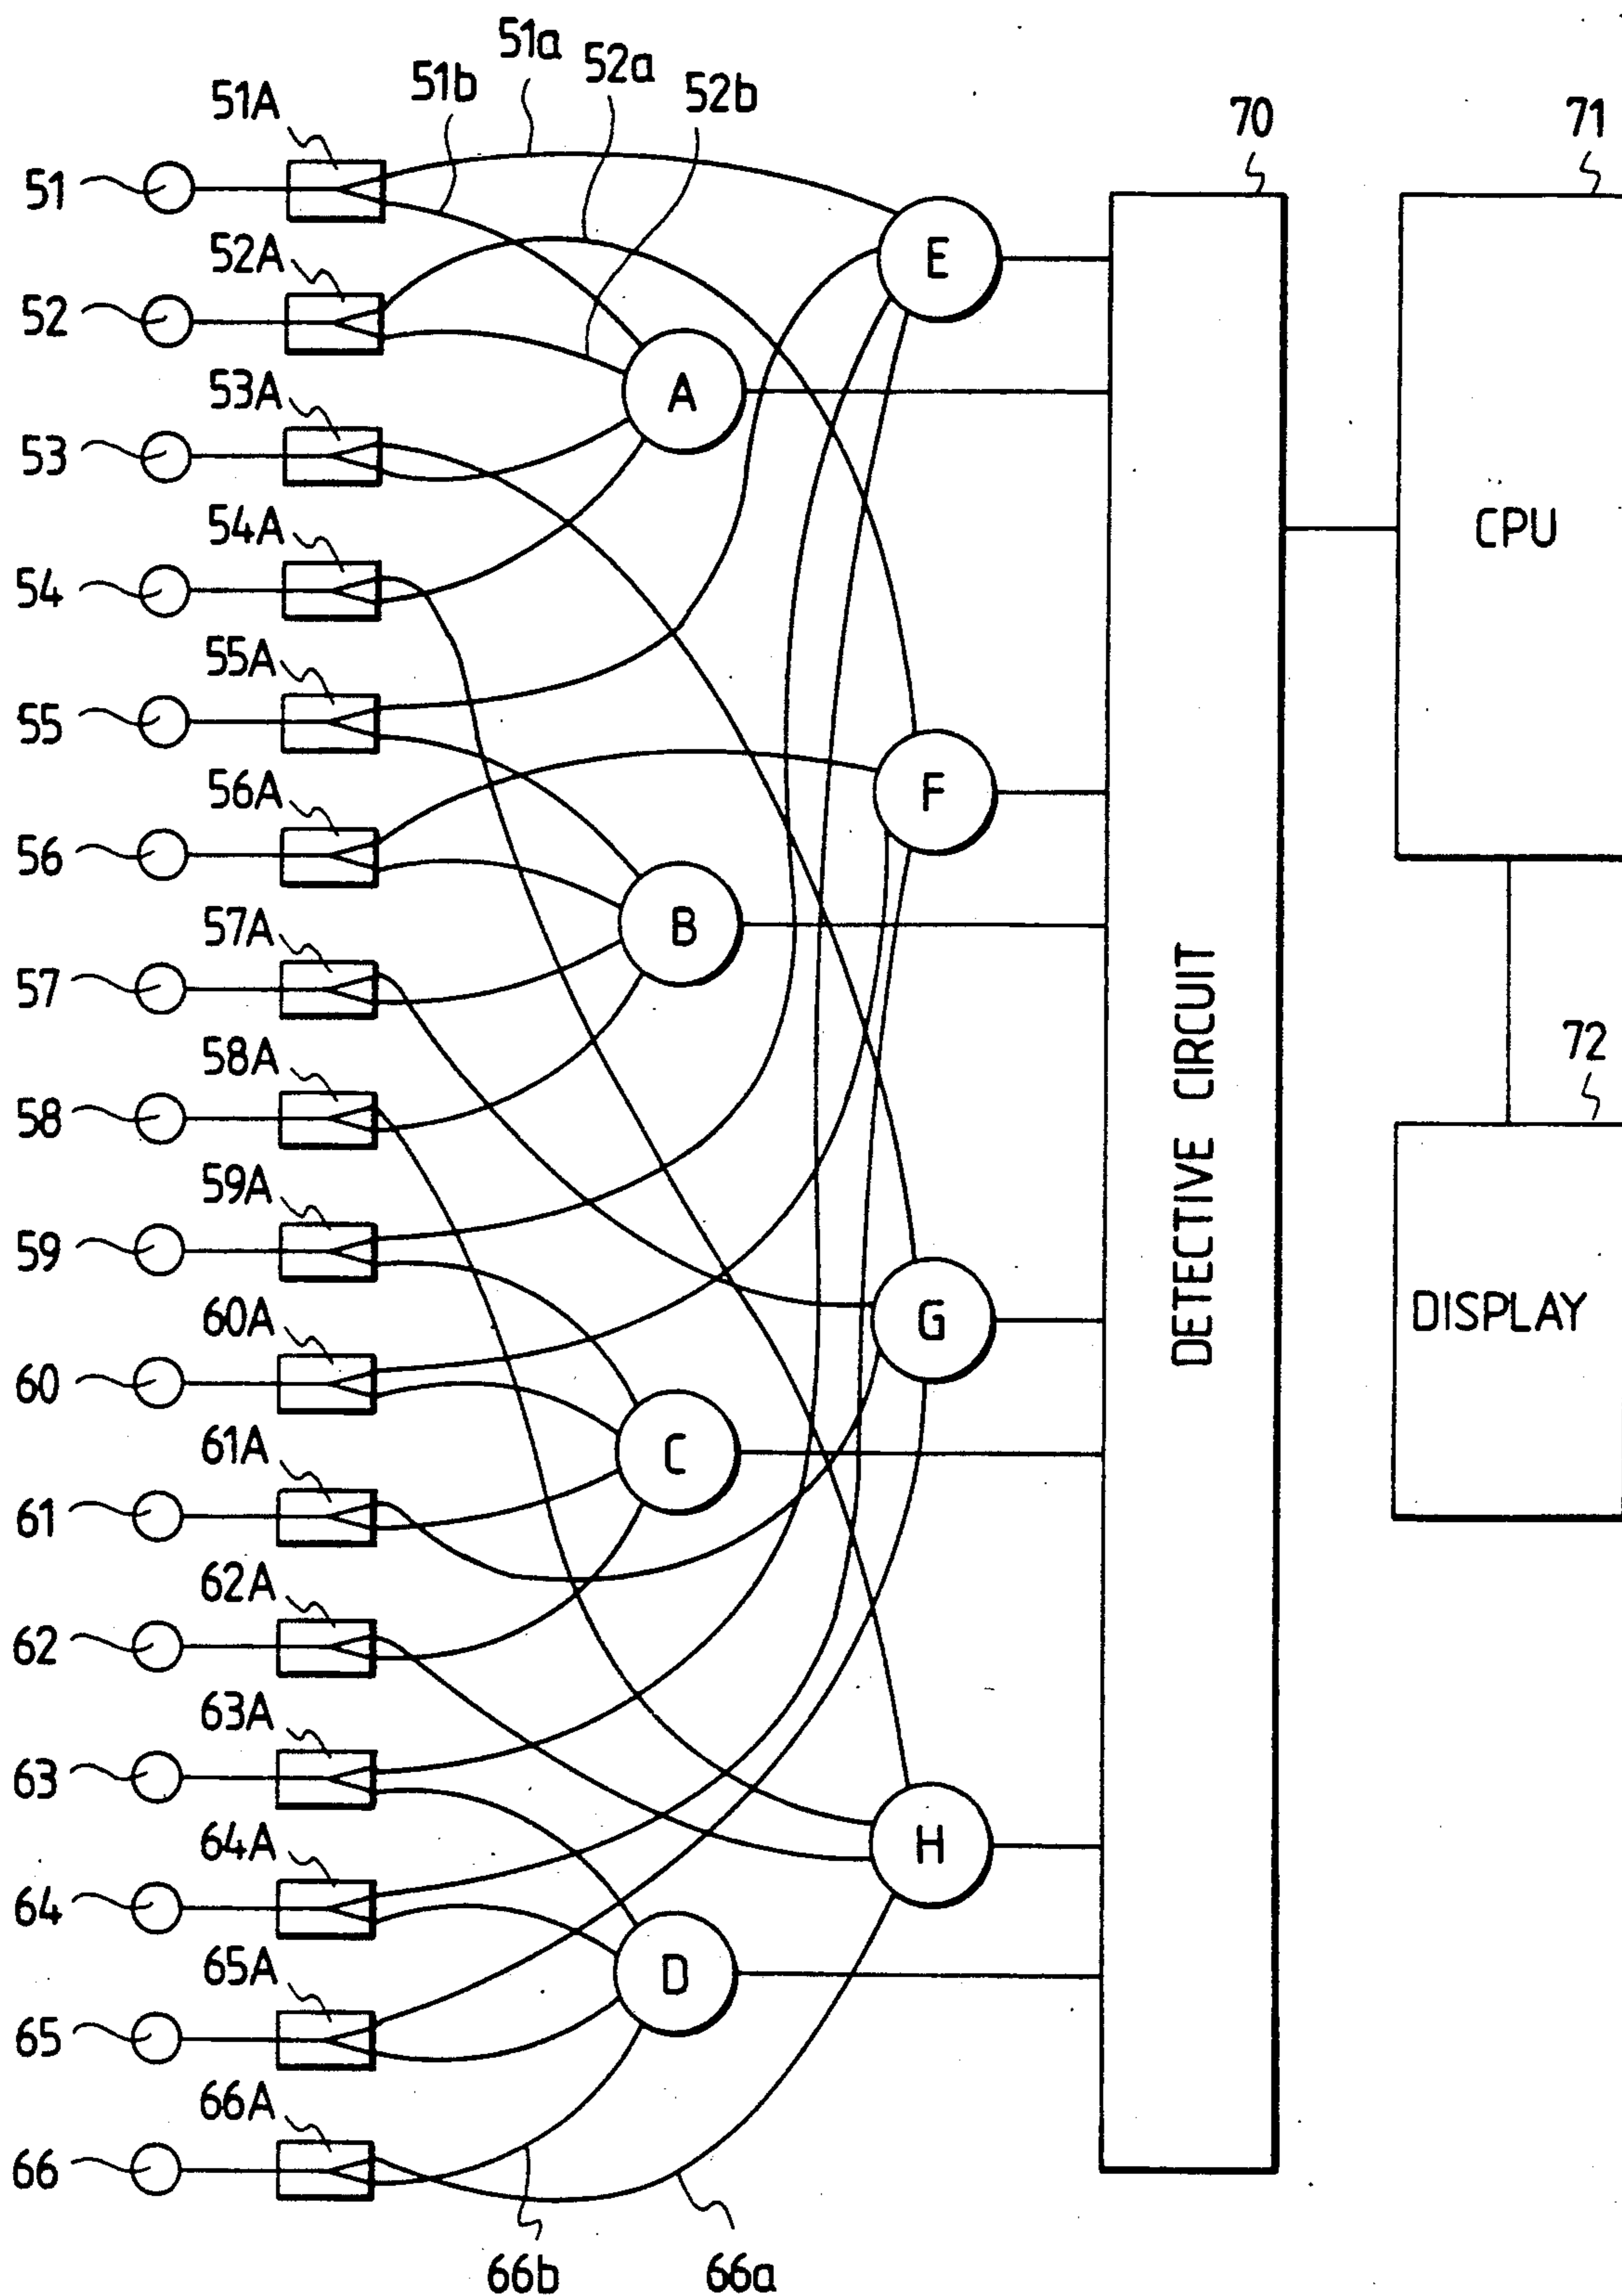 51a
52a
51b
52b
51A
70
71
51
E
52A
52
A
53A
53
CPU
54A
54
55A
55
F
56A
56
B
57A
57
DETECTIVE CIRCUIT
72
58A
58
59A
59
G
DISPLAY
60A
60
C
61A
61
62A
62
63A
63
H
64A
64
D
65A
65
66A
66
66b
66a